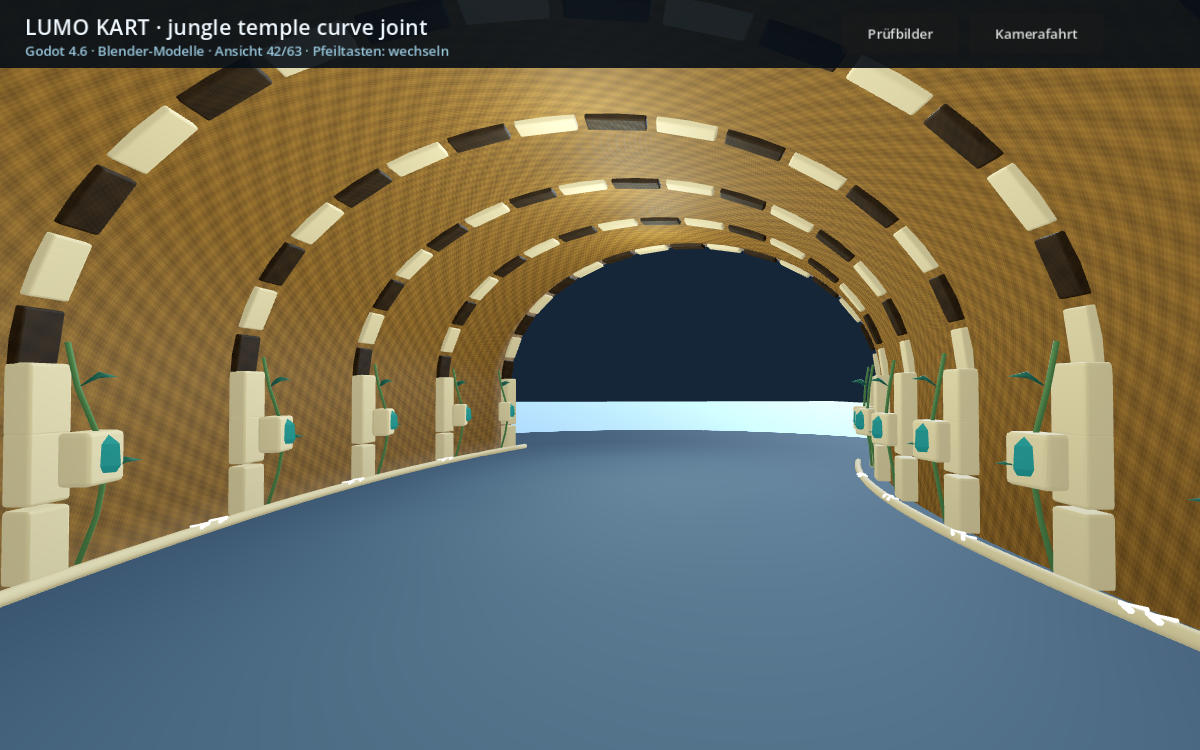 LUMO KART · jungle temple curve joint
Godot 4.6 · Blender-Modelle · Ansicht 42/63 · Pfeiltasten: wechseln
Prüfbilder
Kamerafahrt